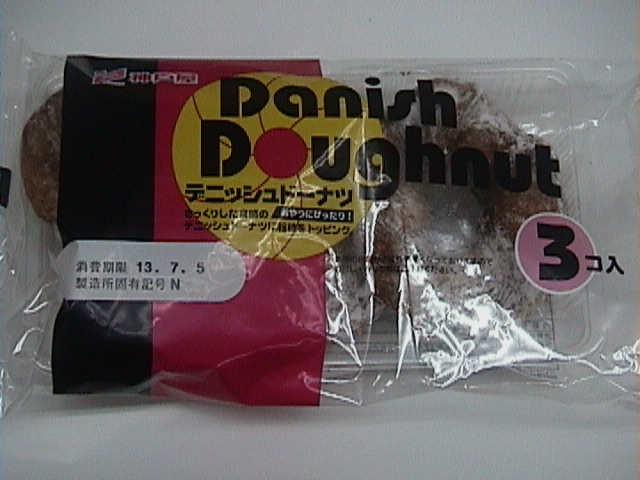 神戸屋
Danish
Doughnut
デニッシュドーナツ
さっくりした食感の おやつにぴったり!
デニッシュドーナツに粉糖をトッピング
消費期限 13.7.5
製造所固有記号 N
3コ入